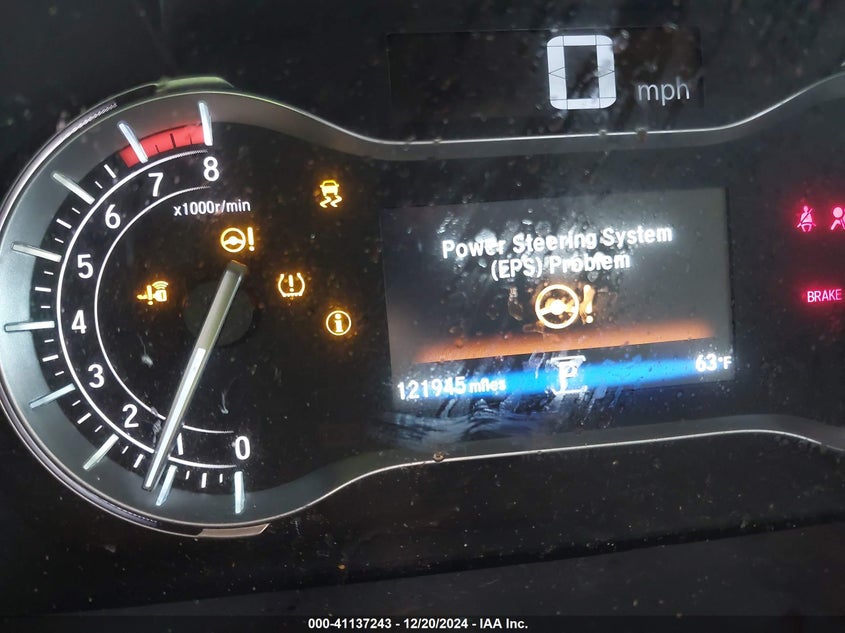 0 mph
8
7
x1000r/min
6
5
4
3
2
1
0
Power Steering System
(EPS) Problem
!
121945 miles
P
63°F
BRAKE
000-41137243 - 12/20/2024 - IAA Inc.